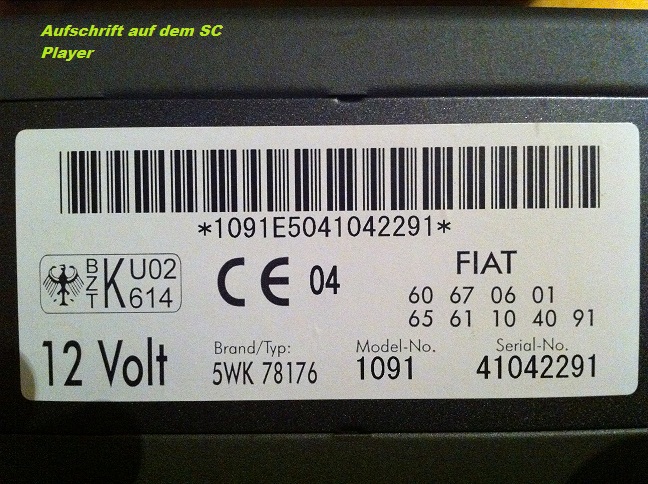 Aufschrift auf dem SC
Player
*1091E5041042291*
BZT K U02 614
CE 04
FIAT
60 67 06 01
65 61 10 40 91
12 Volt
Brand/Typ:
5WK 78176
Model-No.
1091
Serial-No.
41042291